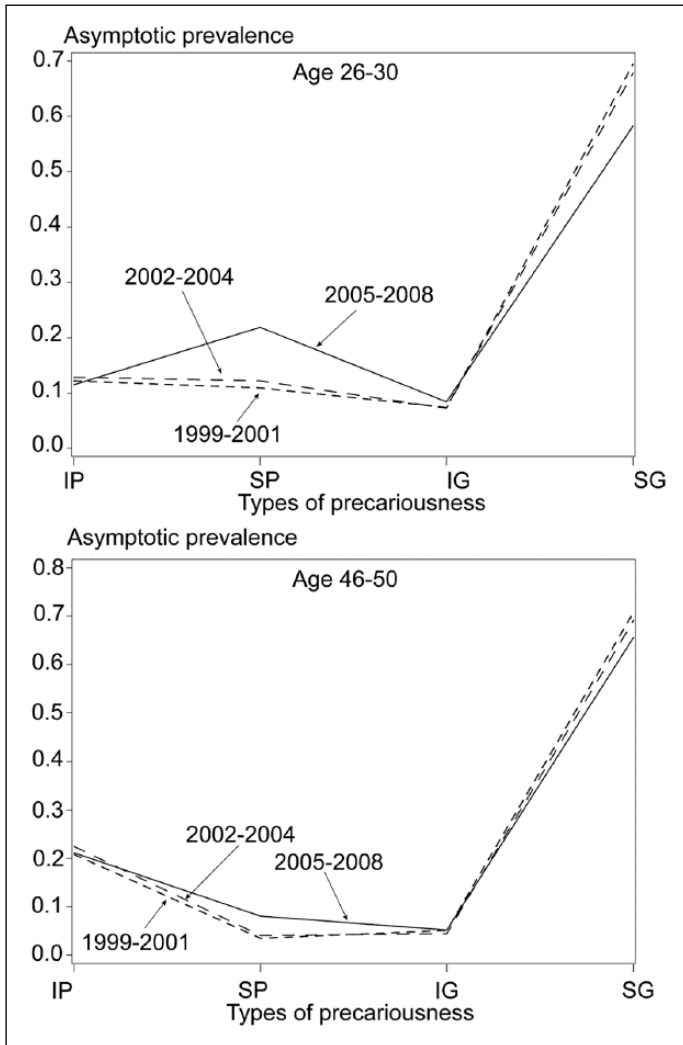 Asymptotic prevalence
Age 26-30
0.7
0.6
0.5
0.4
0.3
0.2
0.1
0.0
2002-2004
2005-2008
1999-2001
IP SP IG SG
Types of precariousness
Asymptotic prevalence
Age 46-50
0.8
0.7
0.6
0.5
0.4
0.3
0.2
0.1
0.0
2002-2004
2005-2008
1999-2001
IP SP IG SG
Types of precariousness